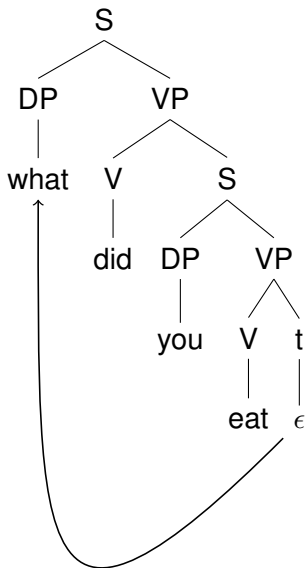 S
DP VP
what V S
did DP VP
you V t
eat ϵ